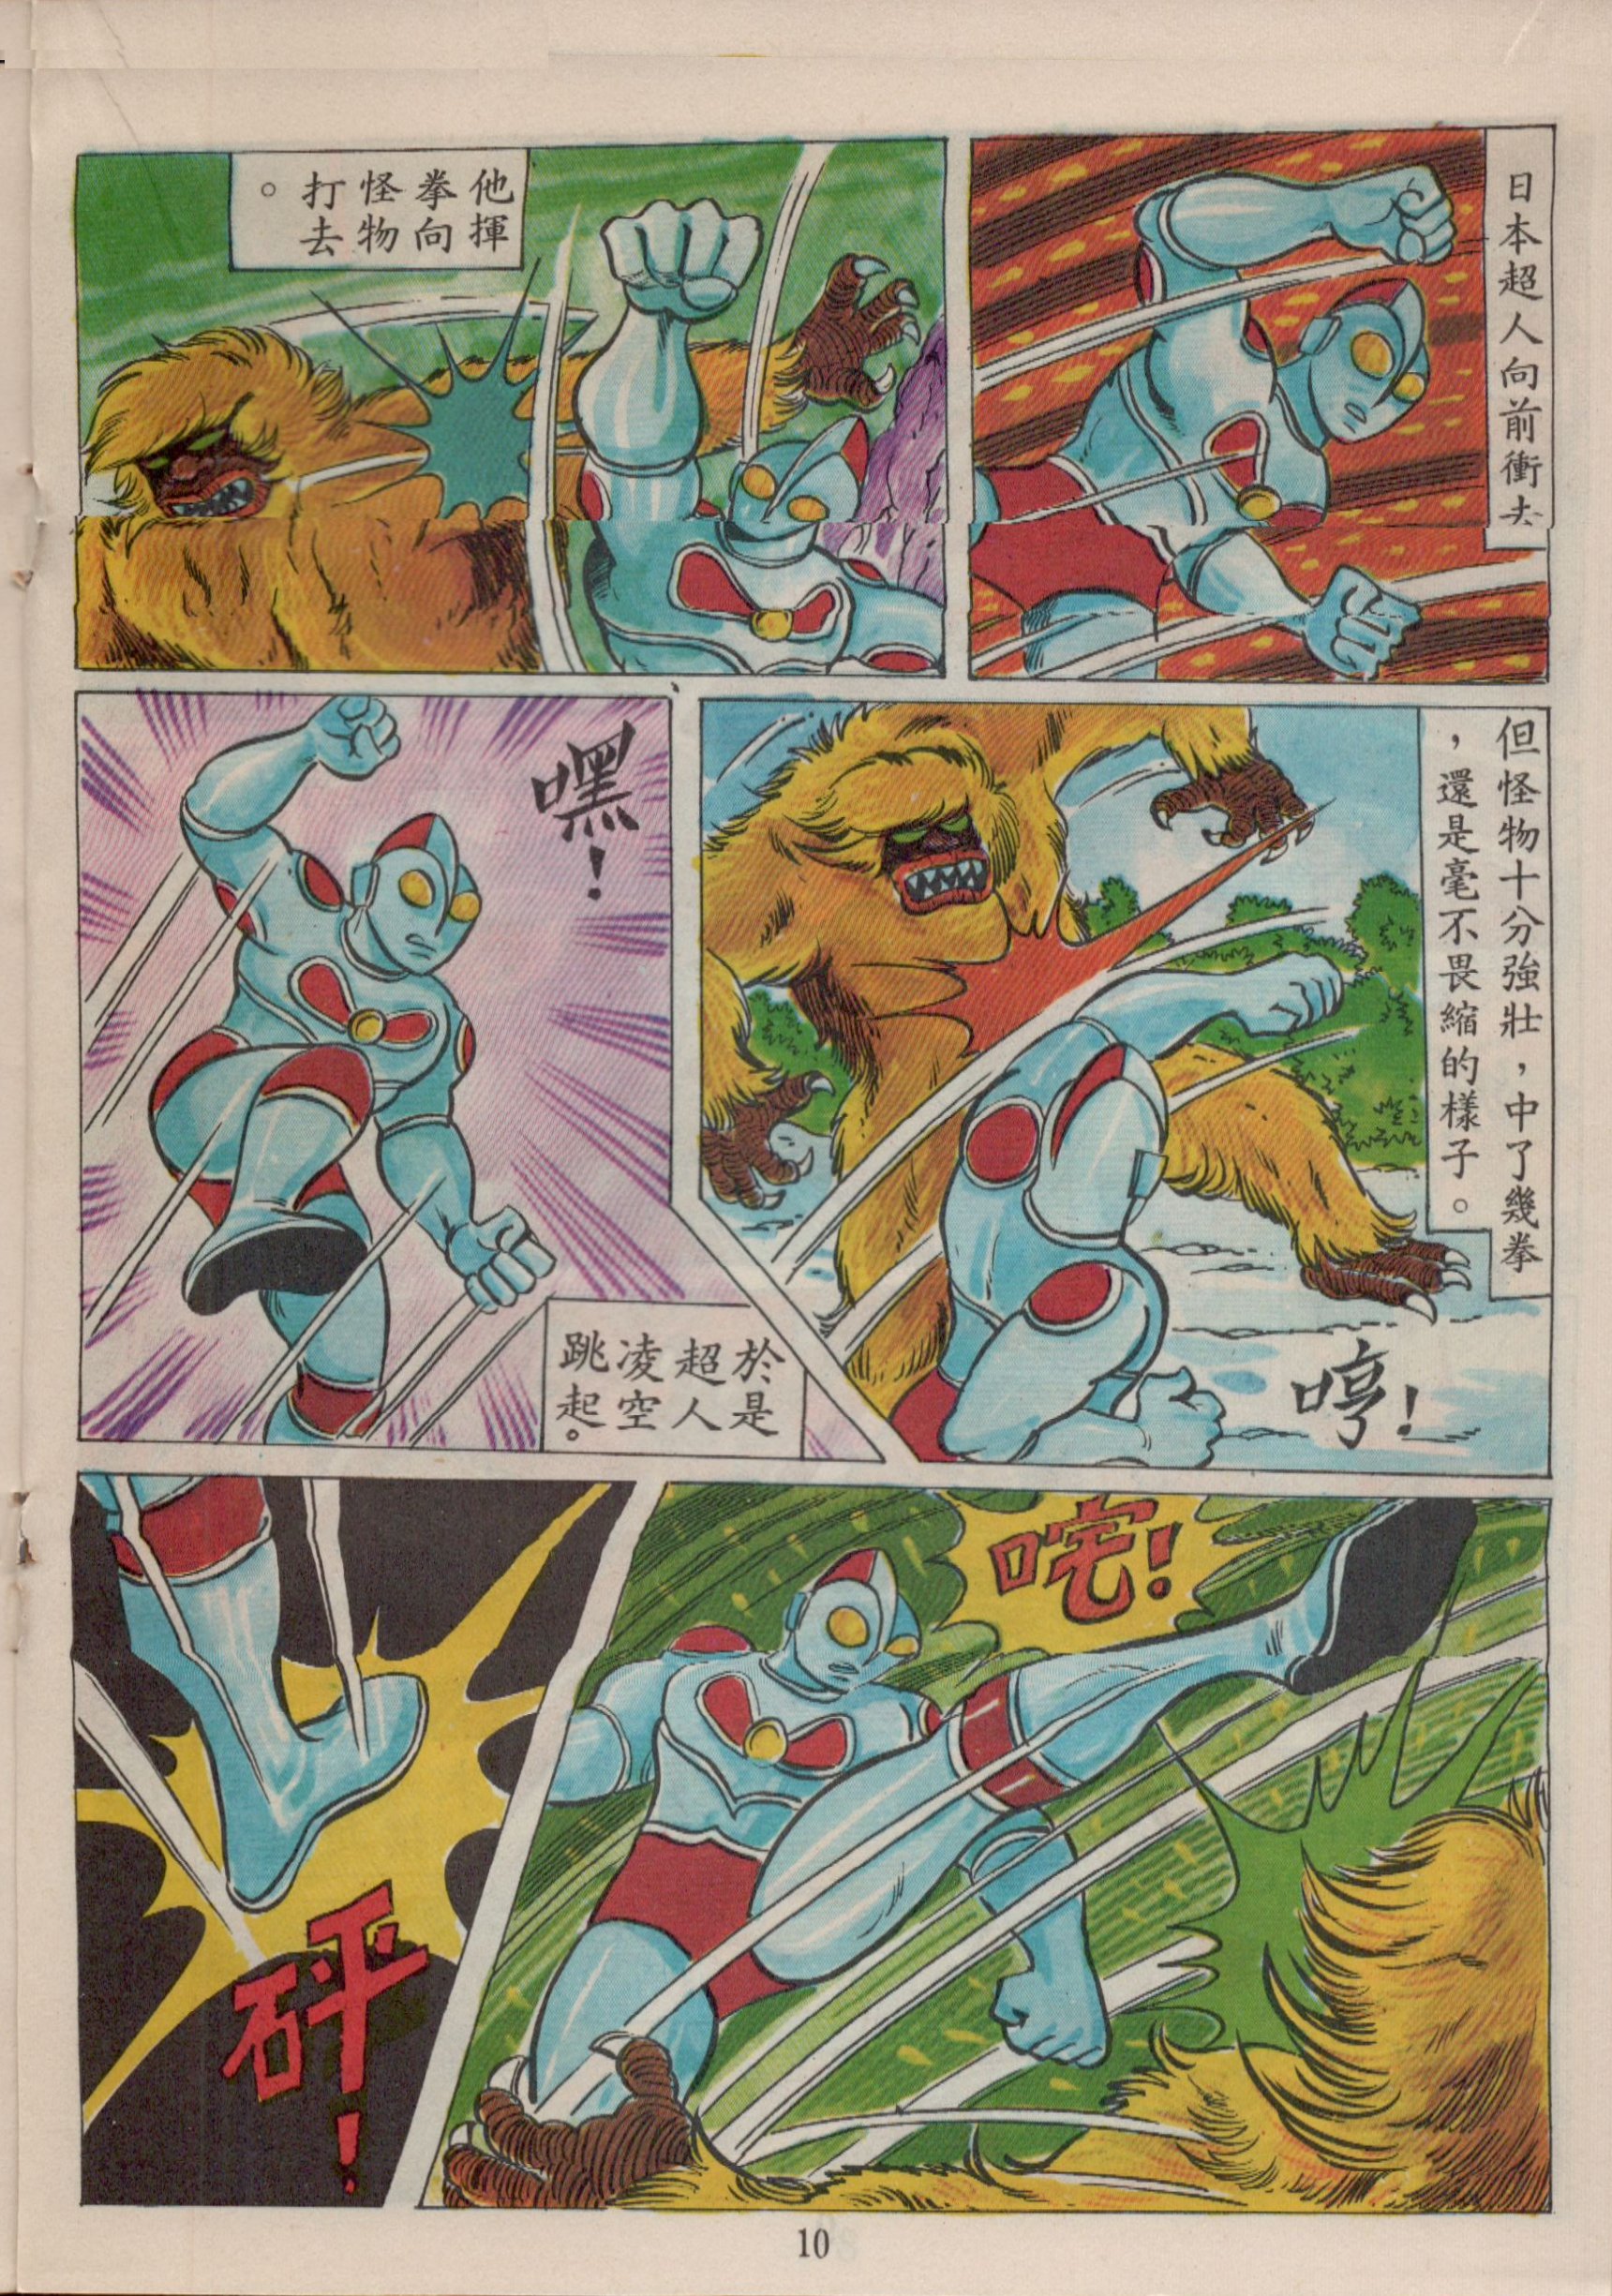 日本超人向前衝去
他揮
拳向
怪物
打去
。
但怪物十分強壯，中了幾拳
，還是毫不畏縮的樣子。
哼！
嘿！
於是
超人
凌空
跳起。
咤！
砰！
10